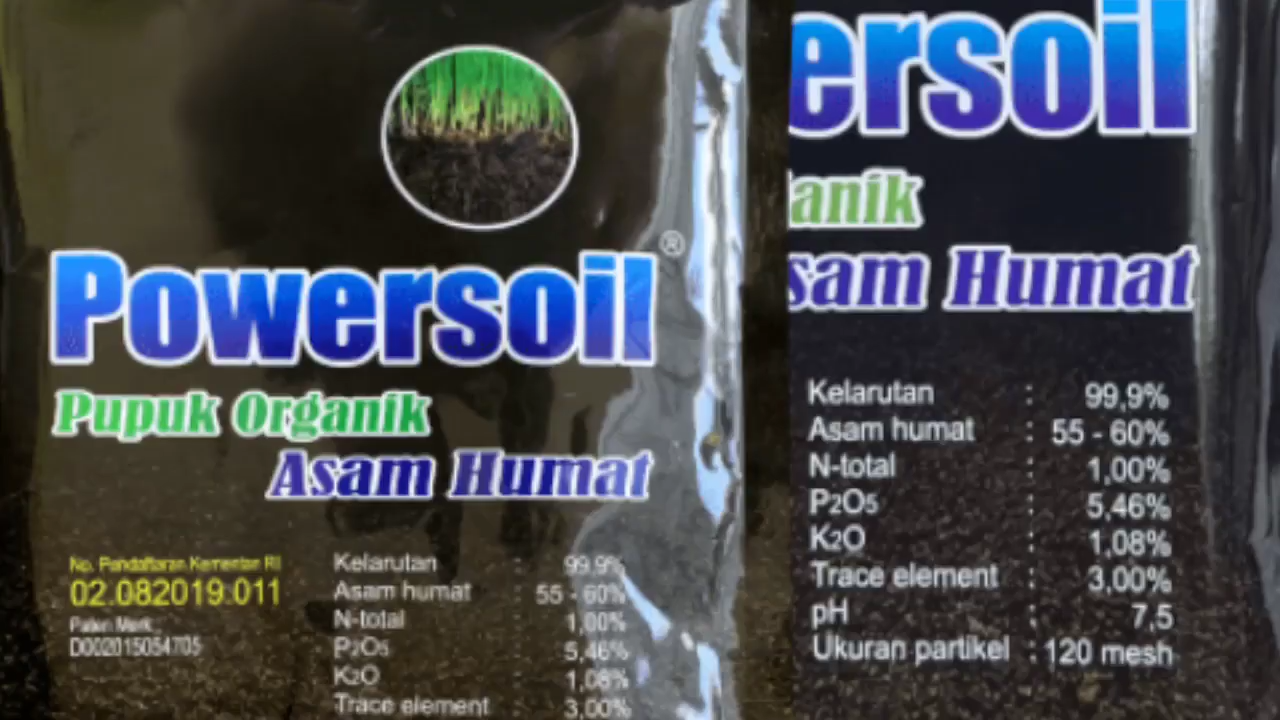 Powersoil®
Pupuk Organik
Asam Humat
No. Pendaftaran Kementan RI
02.082019.011
Paten Merk :
D002015054705
Kelarutan : 99,9%
Asam humat : 55 - 60%
N-total : 1,00%
P2O5 : 5,46%
K2O : 1,08%
Trace element : 3,00%
ersoil
anik
sam Humat
Kelarutan : 99,9%
Asam humat : 55 - 60%
N-total : 1,00%
P2O5 : 5,46%
K2O : 1,08%
Trace element : 3,00%
pH : 7,5
Ukuran partikel : 120 mesh